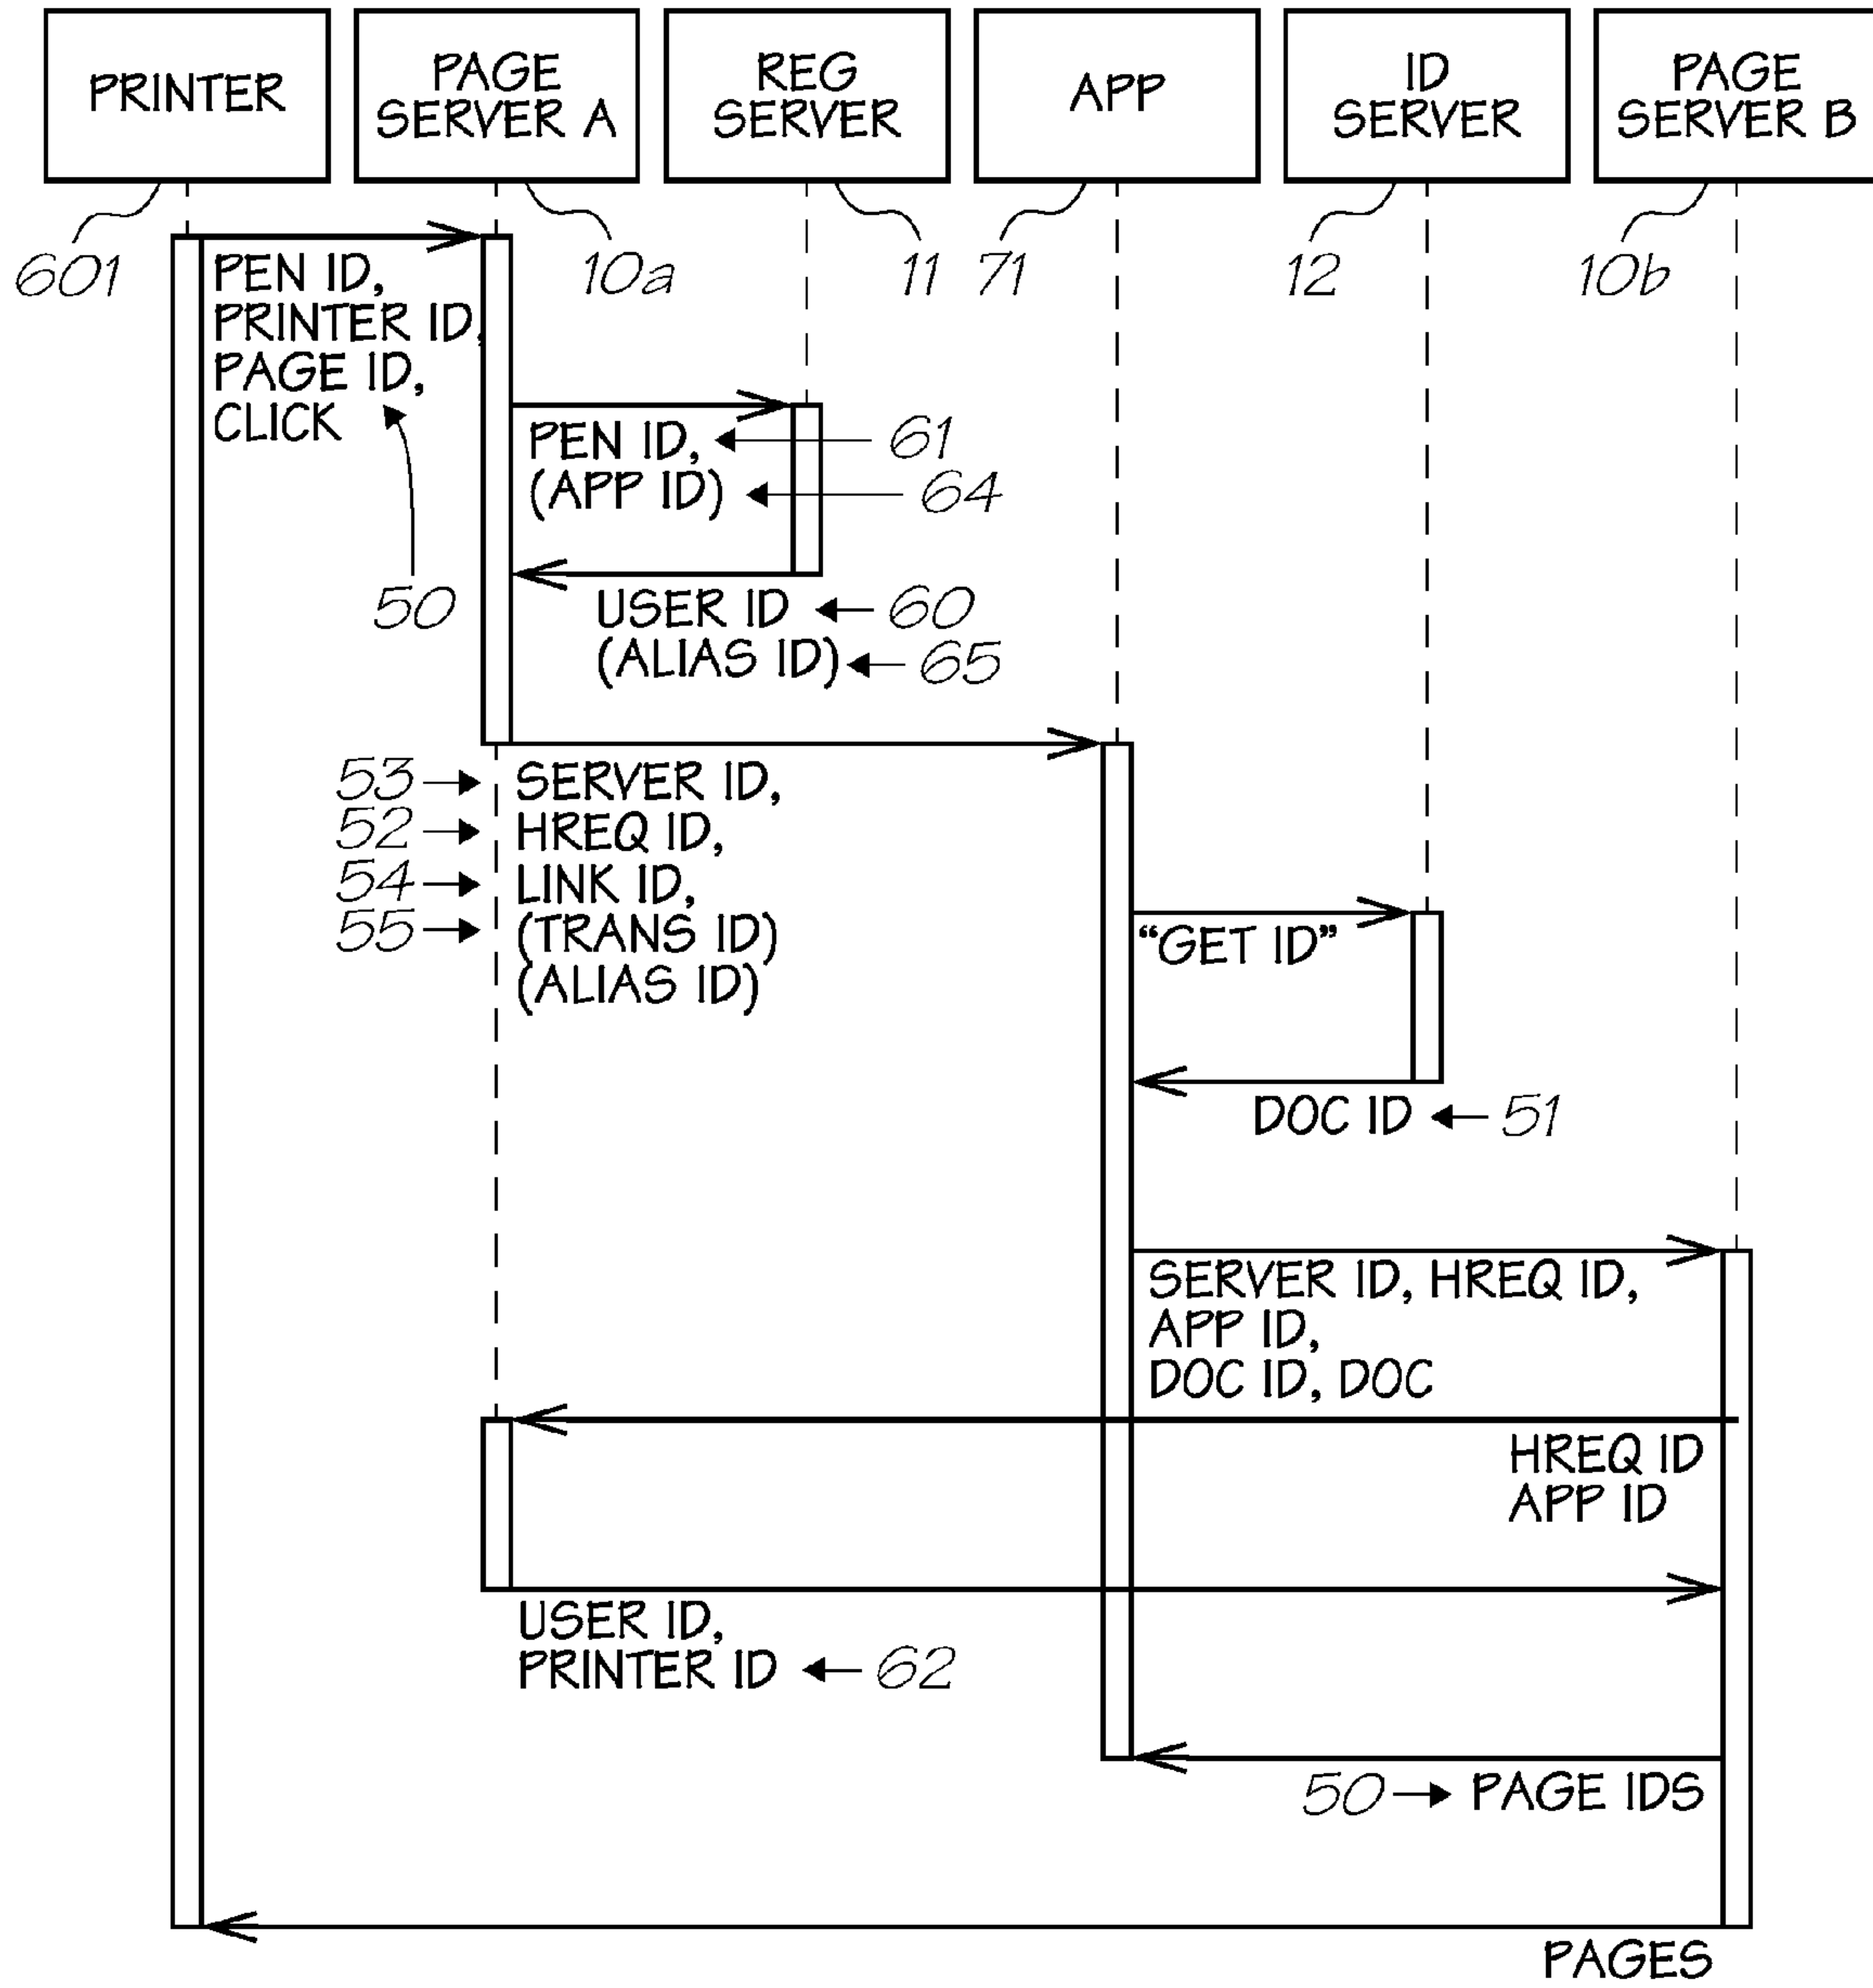 PRINTER
PAGE
SERVER A
REG
SERVER
APP
ID
SERVER
PAGE
SERVER B
601
10a
11
71
12
10b
PEN ID,
PRINTER ID,
PAGE ID,
CLICK
PEN ID, 61
(APP ID) 64
50
USER ID 60
(ALIAS ID) 65
53 SERVER ID,
52 HREQ ID,
54 LINK ID,
55 (TRANS ID)
(ALIAS ID)
“GET ID”
DOC ID 51
SERVER ID, HREQ ID,
APP ID,
DOC ID, DOC
HREQ ID
APP ID
USER ID,
PRINTER ID 62
50 PAGE IDS
PAGES